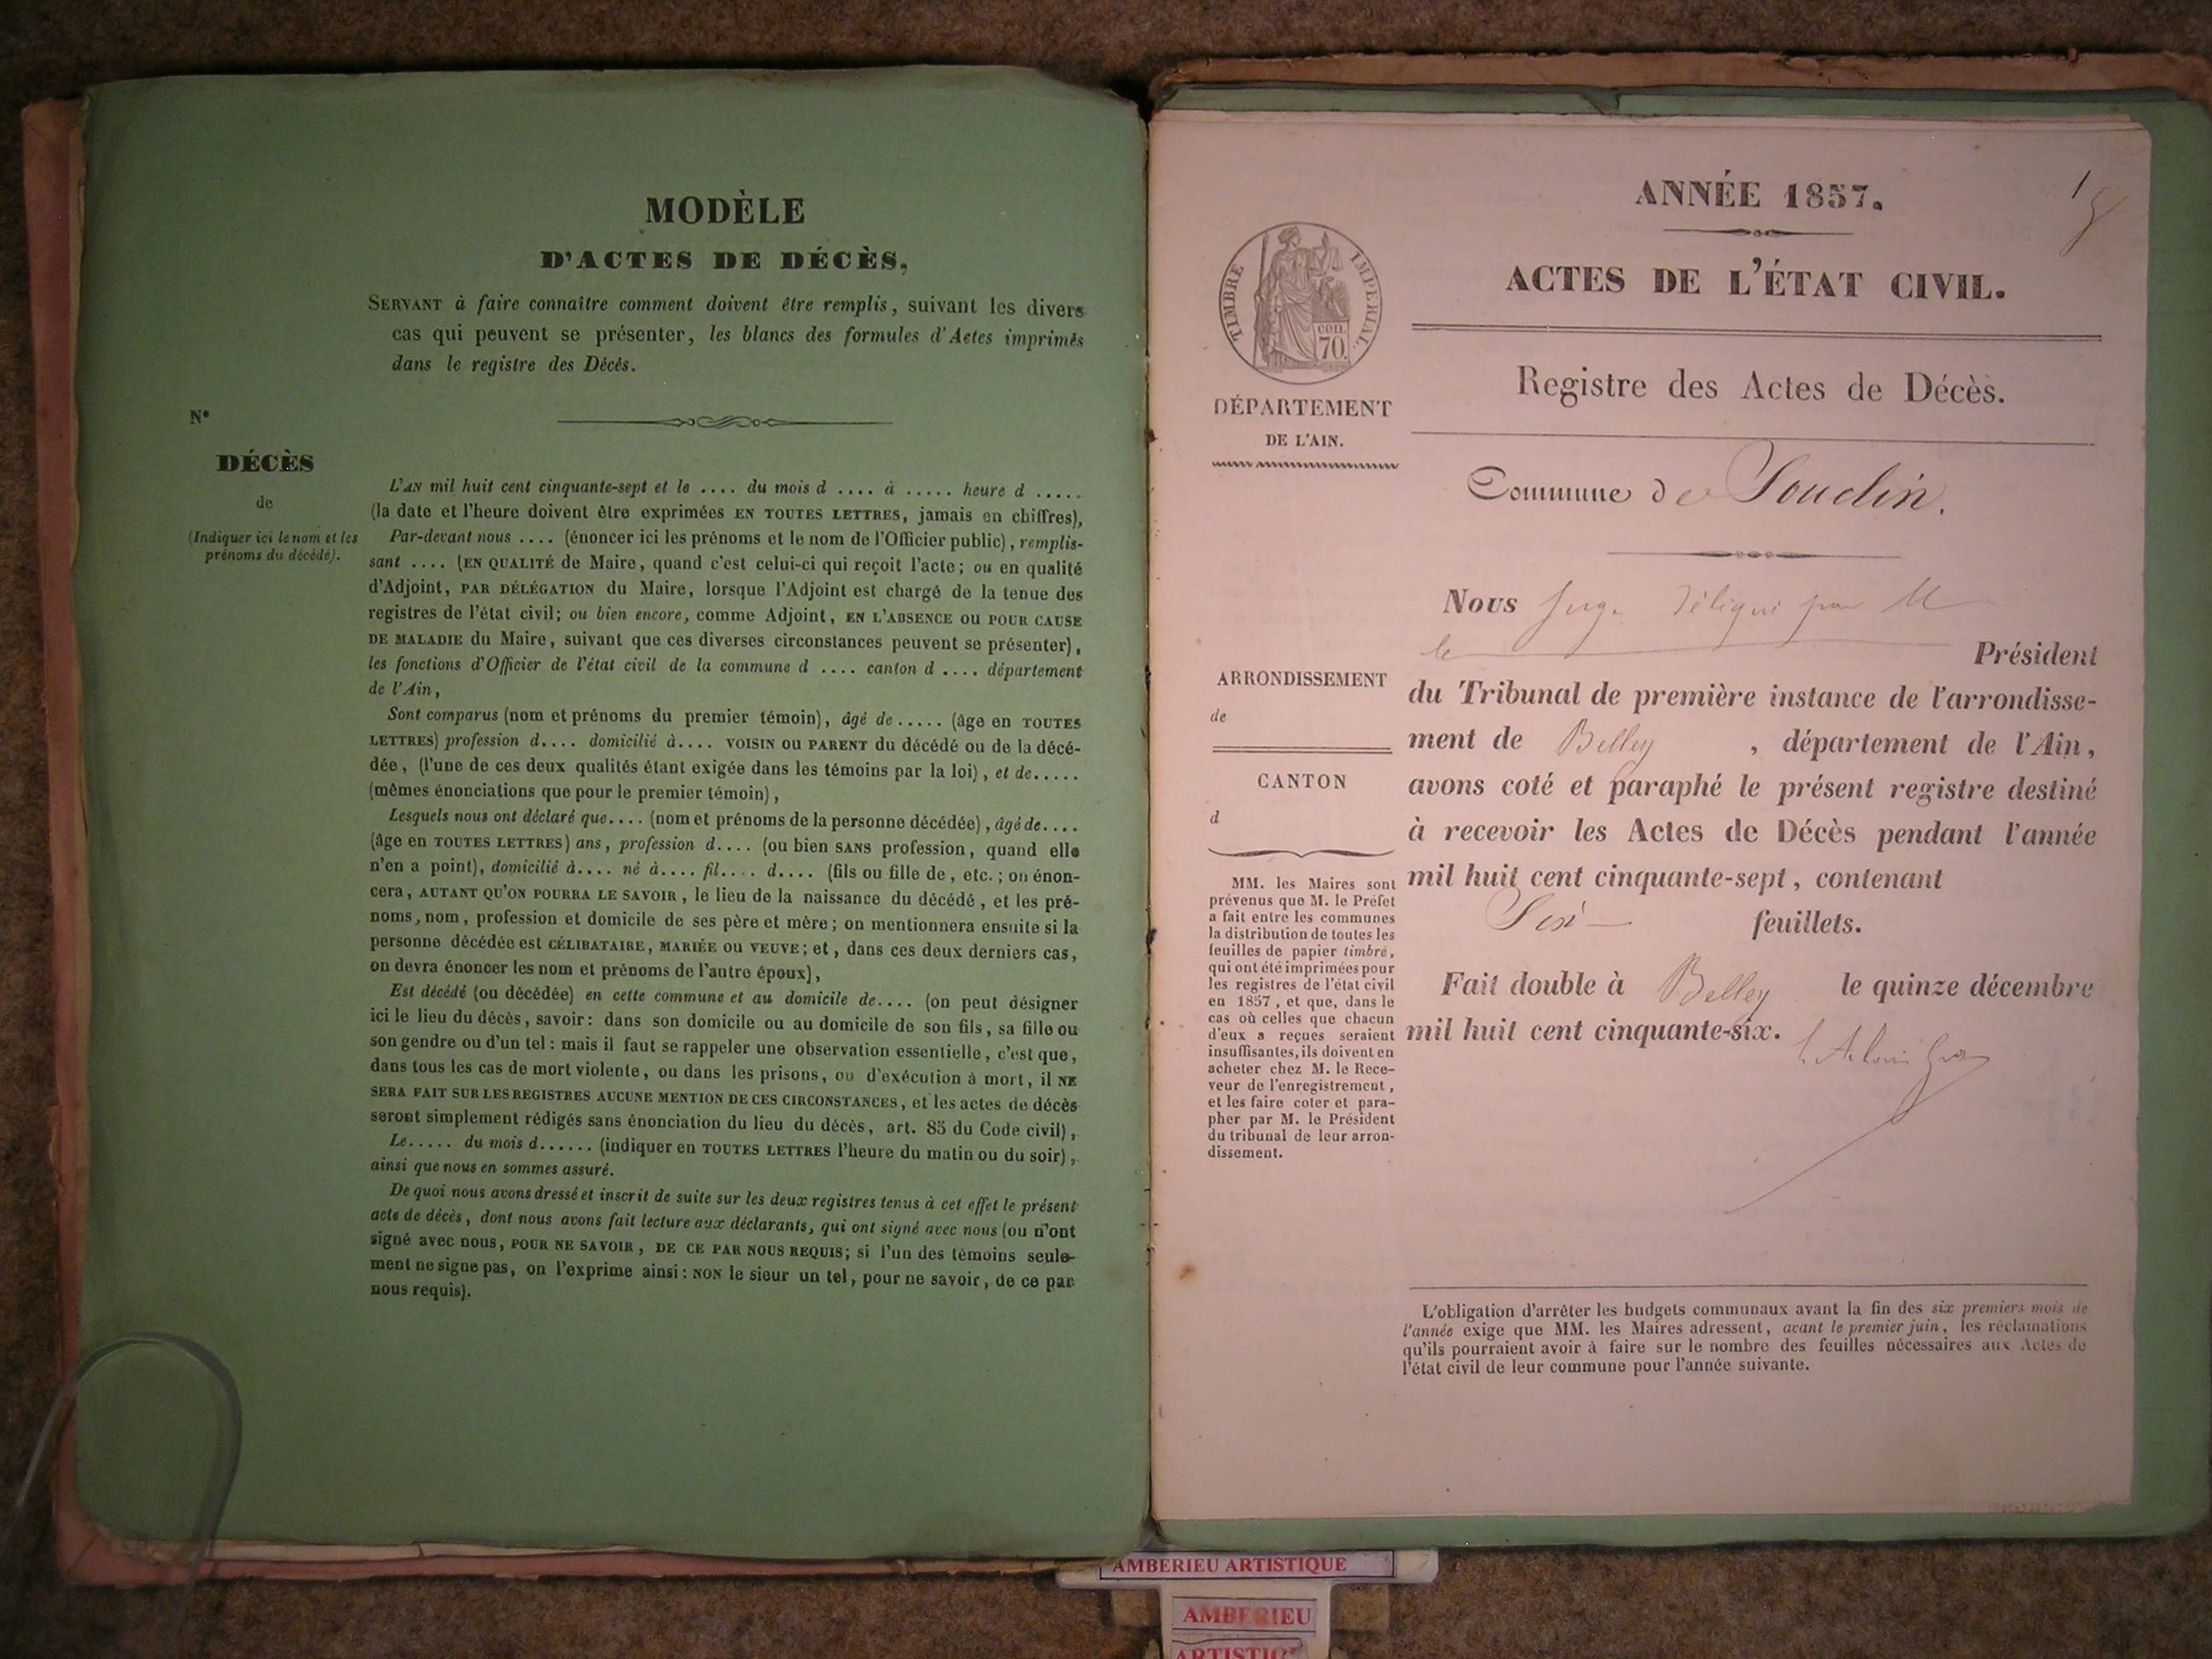 MODÈLE
D'ACTES DE DÉCÈS,
SERVANT à faire connaître comment doivent être remplis, suivant les divers
cas qui peuvent se présenter, les blancs des formules d'Actes imprimés
dans le registre des Décès.
N°
DÉCÈS
de
(Indiquer ici le nom et les
prénoms du décédé).
L'AN mil huit cent cinquante-sept et le .... du mois d .... à ..... heure d .....
(la date et l'heure doivent être exprimées EN TOUTES LETTRES, jamais en chiffres),
Par-devant nous .... (énoncer ici les prénoms et le nom de l'Officier public), remplis-
sant .... (EN QUALITÉ de Maire, quand c'est celui-ci qui reçoit l'acte; ou en qualité
d'Adjoint, PAR DÉLÉGATION du Maire, lorsque l'Adjoint est chargé de la tenue des
registres de l'état civil; ou bien encore, comme Adjoint, EN L'ABSENCE OU POUR CAUSE
DE MALADIE du Maire, suivant que ces diverses circonstances peuvent se présenter),
les fonctions d'Officier de l'état civil de la commune d .... canton d .... département
de l'Ain,
Sont comparus (nom et prénoms du premier témoin), âgé de ..... (âge en TOUTES
LETTRES) profession d.... domicilié à.... VOISIN OU PARENT du décédé ou de la décé-
dée, (l'une de ces deux qualités étant exigée dans les témoins par la loi), et de.....
(mêmes énonciations que pour le premier témoin),
Lesquels nous ont déclaré que.... (nom et prénoms de la personne décédée), âgé de....
(âge en TOUTES LETTRES) ans, profession d.... (ou bien SANS profession, quand elle
n'en a point), domicilié à.... né à.... fil.... d.... (fils ou fille de, etc.; on énon-
cera, AUTANT QU'ON POURRA LE SAVOIR, le lieu de la naissance du décédé, et les pré-
noms, nom, profession et domicile de ses père et mère; on mentionnera ensuite si la
personne décédée est CÉLIBATAIRE, MARIÉE OU VEUVE; et, dans ces deux derniers cas,
on devra énoncer les nom et prénoms de l'autre époux),
Est décédé (ou décédée) en cette commune et au domicile de.... (on peut désigner
ici le lieu du décès, savoir: dans son domicile ou au domicile de son fils, sa fille ou
son gendre ou d'un tel: mais il faut se rappeler une observation essentielle, c'est que,
dans tous les cas de mort violente, ou dans les prisons, ou d'exécution à mort, il NE
SERA FAIT SUR LES REGISTRES AUCUNE MENTION DE CES CIRCONSTANCES, et les actes de décès
seront simplement rédigés sans énonciation du lieu du décès, art. 85 du Code civil),
Le..... du mois d...... (indiquer en TOUTES LETTRES l'heure du matin ou du soir),
ainsi que nous en sommes assuré.
De quoi nous avons dressé et inscrit de suite sur les deux registres tenus à cet effet le présent
acte de décès, dont nous avons fait lecture aux déclarants, qui ont signé avec nous (ou n'ont
signé avec nous, POUR NE SAVOIR, DE CE PAR NOUS REQUIS; si l'un des témoins seule-
ment ne signe pas, on l'exprime ainsi: NON le sieur un tel, pour ne savoir, de ce par
nous requis).
1
ANNÉE 1857.
ACTES DE L'ÉTAT CIVIL.
TIMBRE IMPÉRIAL
CEN.
70.
DÉPARTEMENT
DE L'AIN.
Registre des Actes de Décès.
Commune de Souclin.
ARRONDISSEMENT
de
CANTON
d
MM. les Maires sont
prévenus que M. le Préfet
a fait entre les communes
la distribution de toutes les
feuilles de papier timbré,
qui ont été imprimées pour
les registres de l'état civil
en 1857, et que, dans le
cas où celles que chacun
d'eux a reçues seraient
insuffisantes, ils doivent en
acheter chez M. le Rece-
veur de l'enregistrement,
et les faire coter et para-
pher par M. le Président
du tribunal de leur arron-
dissement.
Nous Juge délégué par M
le Président
du Tribunal de première instance de l'arrondisse-
ment de Belley, département de l'Ain,
avons coté et paraphé le présent registre destiné
à recevoir les Actes de Décès pendant l'année
mil huit cent cinquante-sept, contenant
Six feuillets.
Fait double à Belley le quinze décembre
mil huit cent cinquante-six.
L'obligation d'arrêter les budgets communaux avant la fin des six premiers mois de
l'année exige que MM. les Maires adressent, avant le premier juin, les réclamations
qu'ils pourraient avoir à faire sur le nombre des feuilles nécessaires aux Actes de
l'état civil de leur commune pour l'année suivante.
AMBERIEU ARTISTIQUE
AMBERIEU